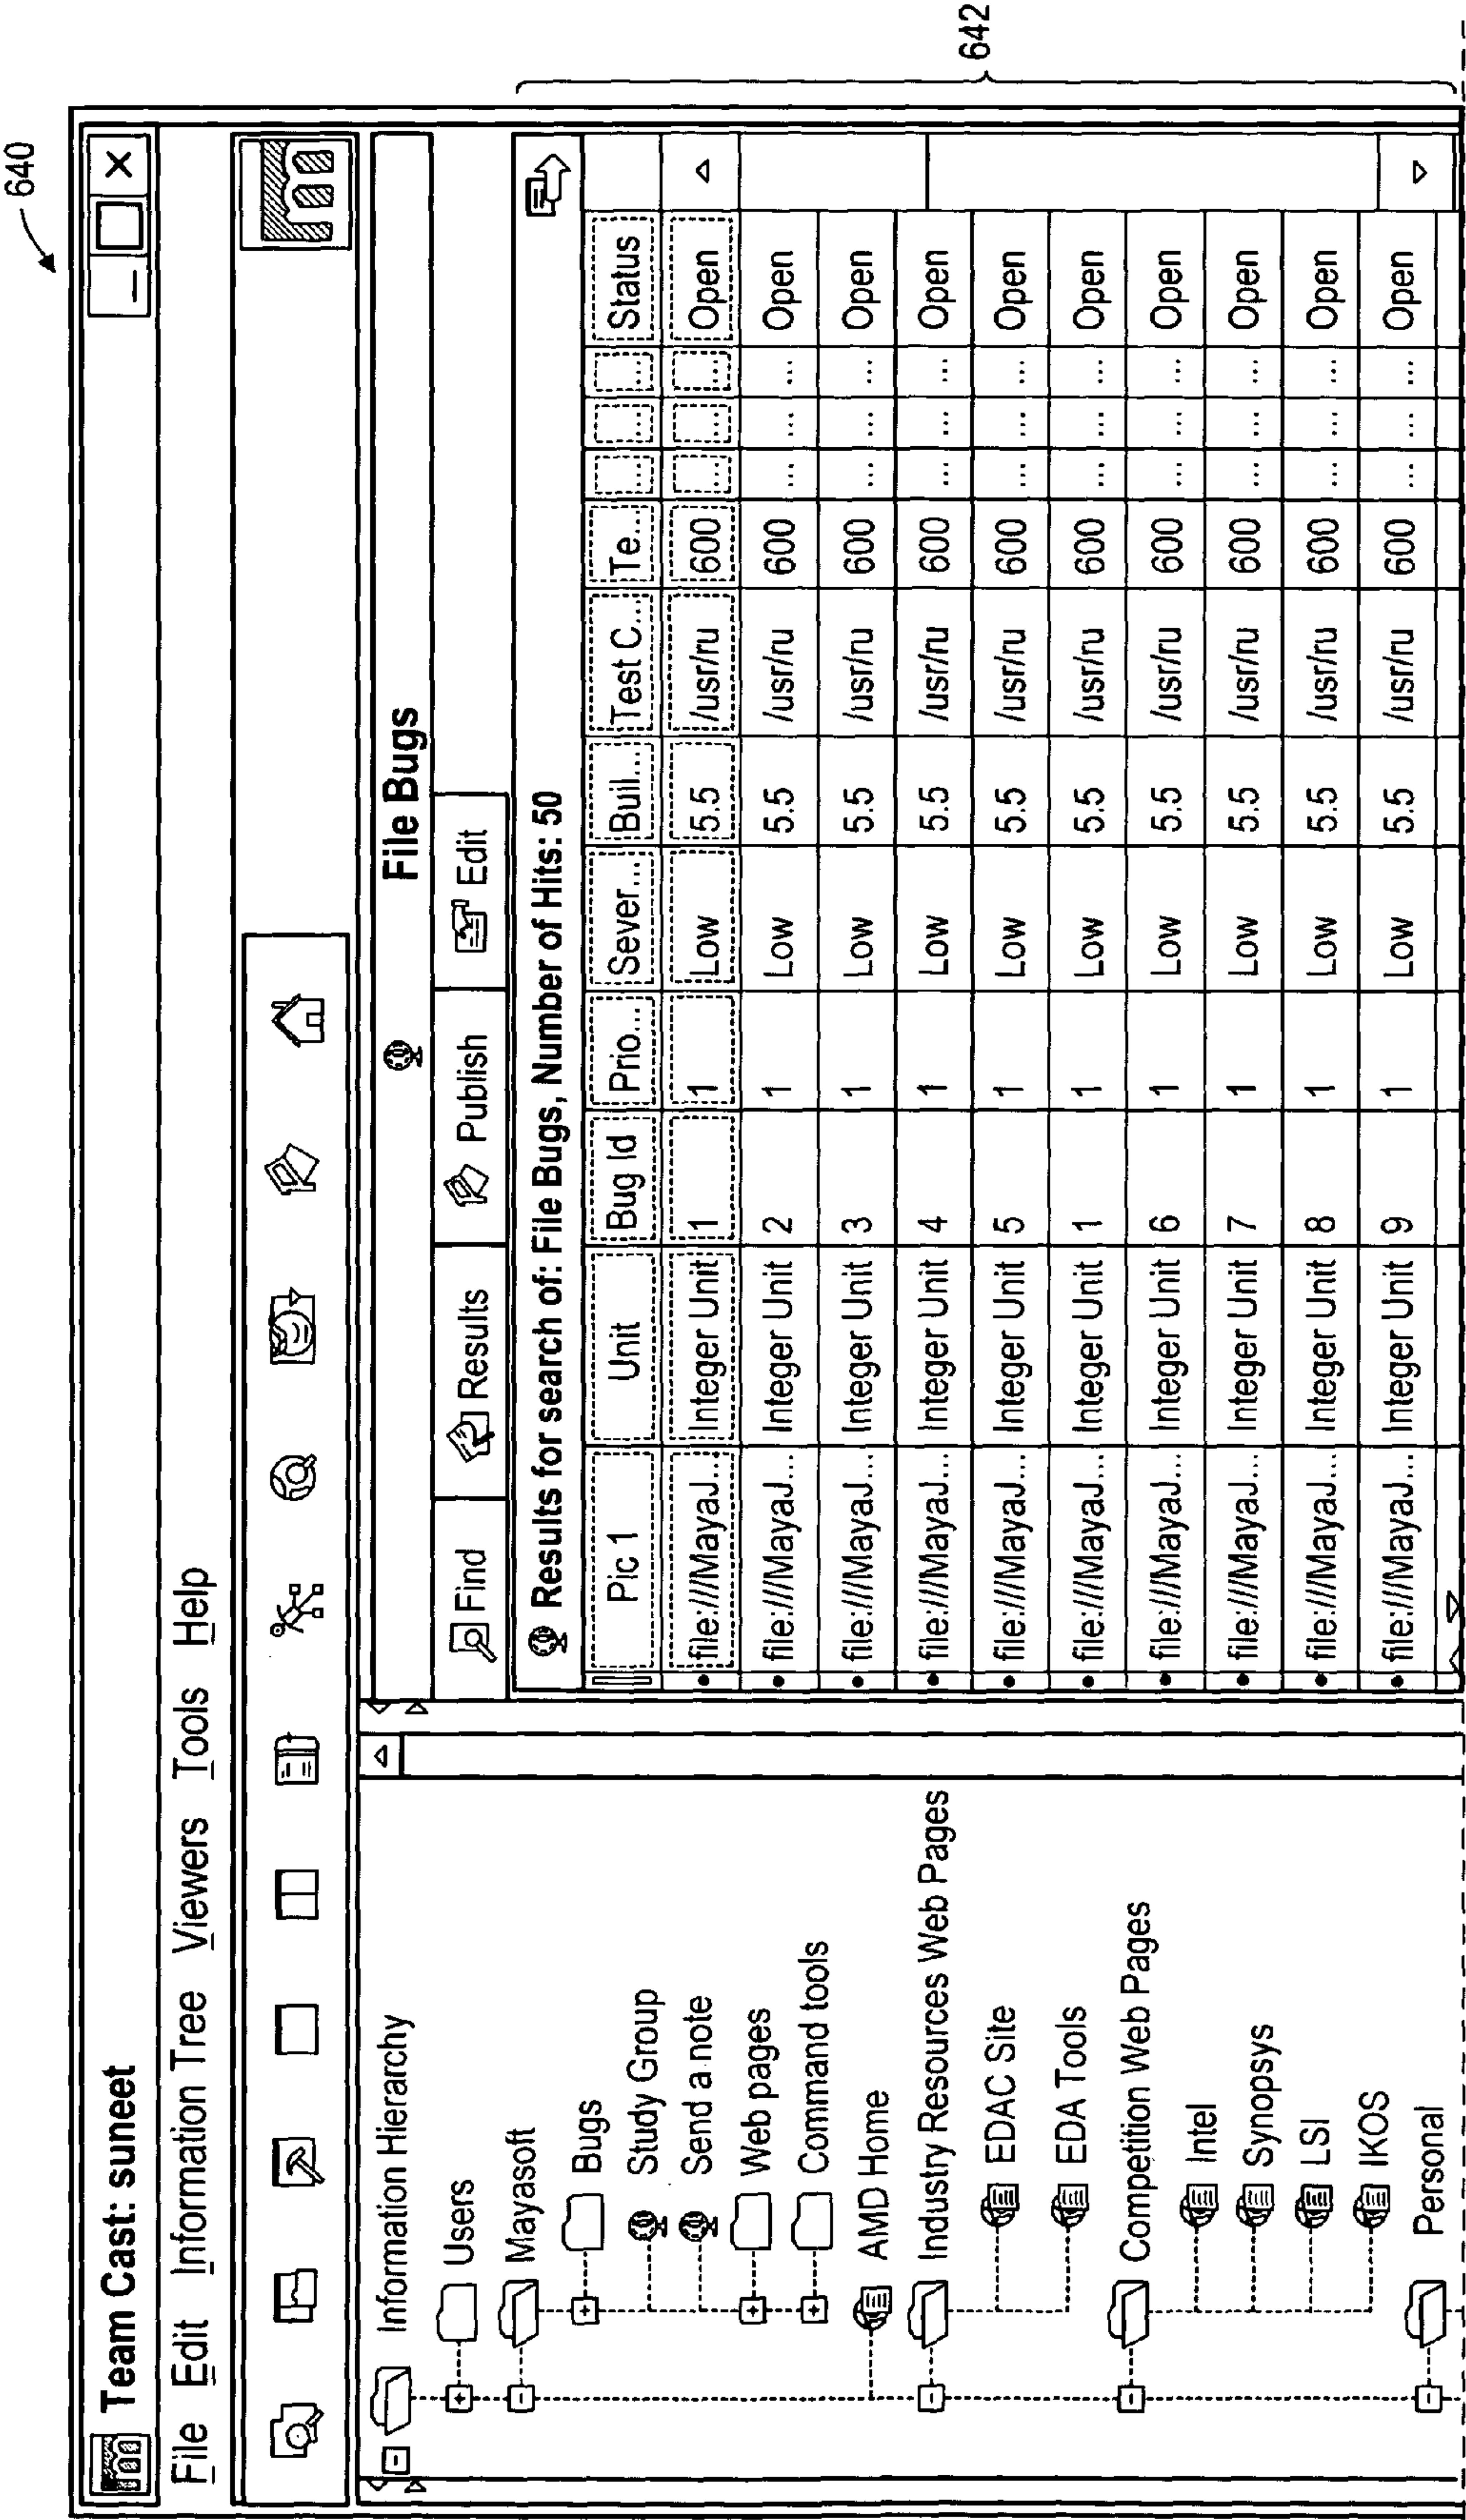 640
Team Cast: suneet
File Edit Information Tree Viewers Tools Help
Information Hierarchy
Users
Mayasoft
Bugs
Study Group
Send a note
Web pages
Command tools
AMD Home
Industry Resources Web Pages
EDAC Site
EDA Tools
Competition Web Pages
Intel
Synopsys
LSI
IKOS
Personal
File Bugs
Find Results Publish Edit
Results for search of: File Bugs, Number of Hits: 50
Pic 1 Unit Bug Id Prio... Sever... Buil... Test C... Te... ... ... ... Status
file:///MayaJ... Integer Unit 1 1 Low 5.5 /usr/ru 600 ... ... ... Open
file:///MayaJ... Integer Unit 2 1 Low 5.5 /usr/ru 600 ... ... ... Open
file:///MayaJ... Integer Unit 3 1 Low 5.5 /usr/ru 600 ... ... ... Open
file:///MayaJ... Integer Unit 4 1 Low 5.5 /usr/ru 600 ... ... ... Open
file:///MayaJ... Integer Unit 5 1 Low 5.5 /usr/ru 600 ... ... ... Open
file:///MayaJ... Integer Unit 1 1 Low 5.5 /usr/ru 600 ... ... ... Open
file:///MayaJ... Integer Unit 6 1 Low 5.5 /usr/ru 600 ... ... ... Open
file:///MayaJ... Integer Unit 7 1 Low 5.5 /usr/ru 600 ... ... ... Open
file:///MayaJ... Integer Unit 8 1 Low 5.5 /usr/ru 600 ... ... ... Open
file:///MayaJ... Integer Unit 9 1 Low 5.5 /usr/ru 600 ... ... ... Open
642